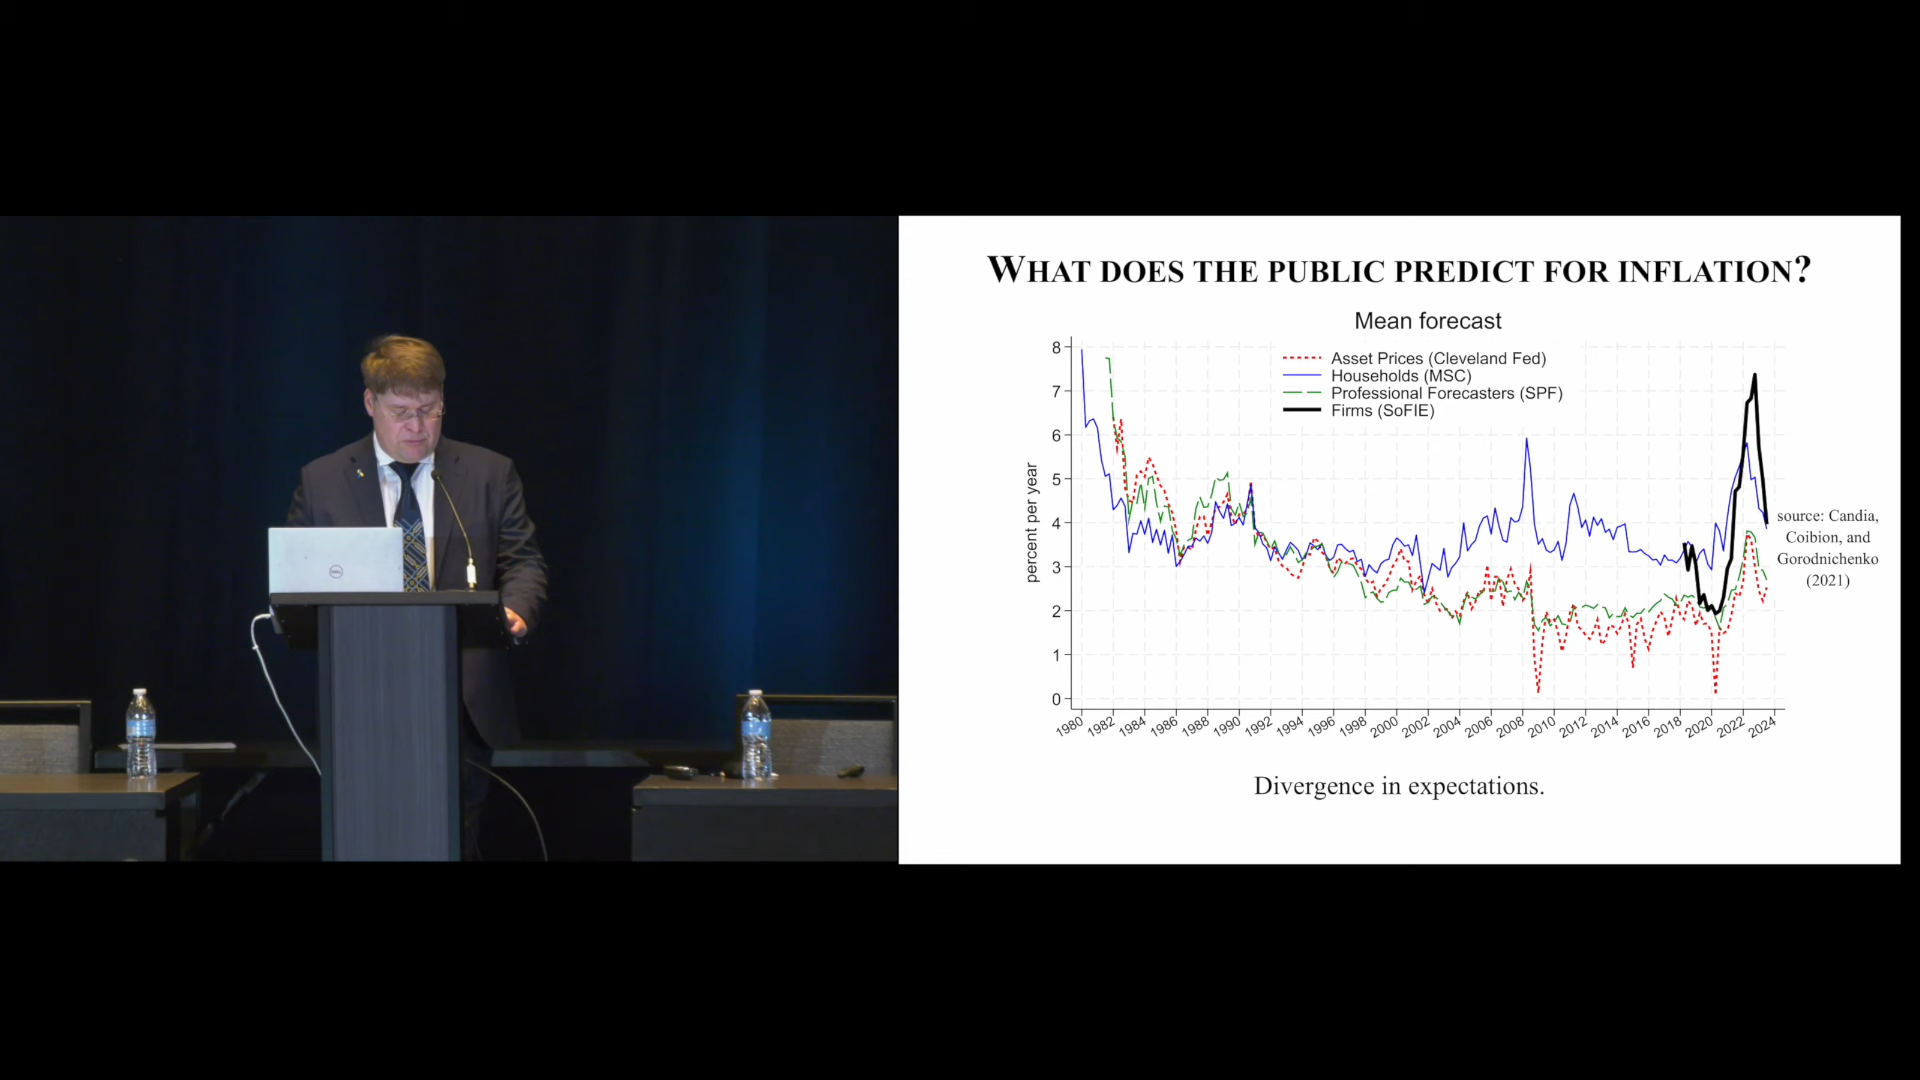 WHAT DOES THE PUBLIC PREDICT FOR INFLATION?
Mean forecast
Asset Prices (Cleveland Fed)
Households (MSC)
Professional Forecasters (SPF)
Firms (SoFIE)
percent per year
8
7
6
5
4
3
2
1
0
1980 1982 1984 1986 1988 1990 1992 1994 1996 1998 2000 2002 2004 2006 2008 2010 2012 2014 2016 2018 2020 2022 2024
source: Candia,
Coibion, and
Gorodnichenko
(2021)
Divergence in expectations.
DELL